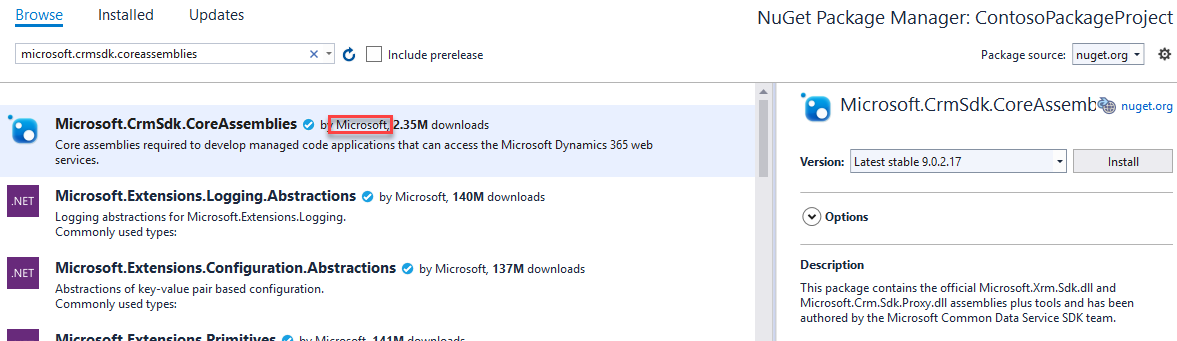 Browse Installed Updates
NuGet Package Manager: ContosoPackageProject
microsoft.crmsdk.coreassemblies
Include prerelease
Package source: nuget.org
Microsoft.CrmSdk.CoreAssemblies by Microsoft, 2.35M downloads
Core assemblies required to develop managed code applications that can access the Microsoft Dynamics 365 web
services.
.NET
Microsoft.Extensions.Logging.Abstractions by Microsoft, 140M downloads
Logging abstractions for Microsoft.Extensions.Logging.
Commonly used types:
.NET
Microsoft.Extensions.Configuration.Abstractions by Microsoft, 137M downloads
Abstractions of key-value pair based configuration.
Commonly used types:
Microsoft.Extensions.Primitives by Microsoft, 141M downloads
Microsoft.CrmSdk.CoreAssemb nuget.org
Version: Latest stable 9.0.2.17 Install
Options
Description
This package contains the official Microsoft.Xrm.Sdk.dll and
Microsoft.Crm.Sdk.Proxy.dll assemblies plus tools and has been
authored by the Microsoft Common Data Service SDK team.